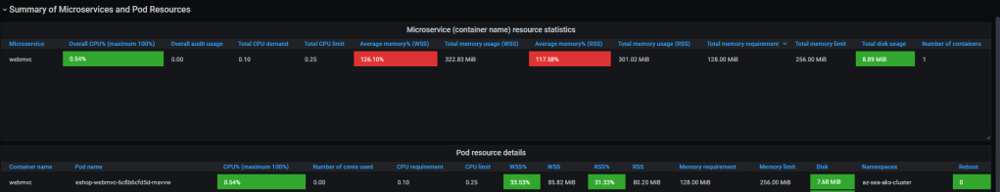 Summary of Microservices and Pod Resources
Microservice (container name) resource statistics
Microservice Overall CPU% (maximum 100%) Overall audit usage Total CPU demand Total CPU limit Average memory% (WSS) Total memory usage (WSS) Average memory% (RSS) Total memory usage (RSS) Total memory requirement Total memory limit Total disk usage Number of containers
webmvc 0.54% 0.00 0.10 0.25 126.10% 322.83 MiB 117.58% 301.02 MiB 128.00 MiB 256.00 MiB 8.89 MiB 1
Pod resource details
Container name Pod name CPU% (maximum 100%) Number of cores used CPU requirement CPU limit WSS% WSS RSS% RSS Memory requirement Memory limit Disk Namespaces Reboot
webmvc 0.54% 0.00 0.10 0.25 33.53% 85.82 MiB 31.33% 80.20 MiB 128.00 MiB 256.00 MiB 7.68 MiB az-sea-aks-cluster 0